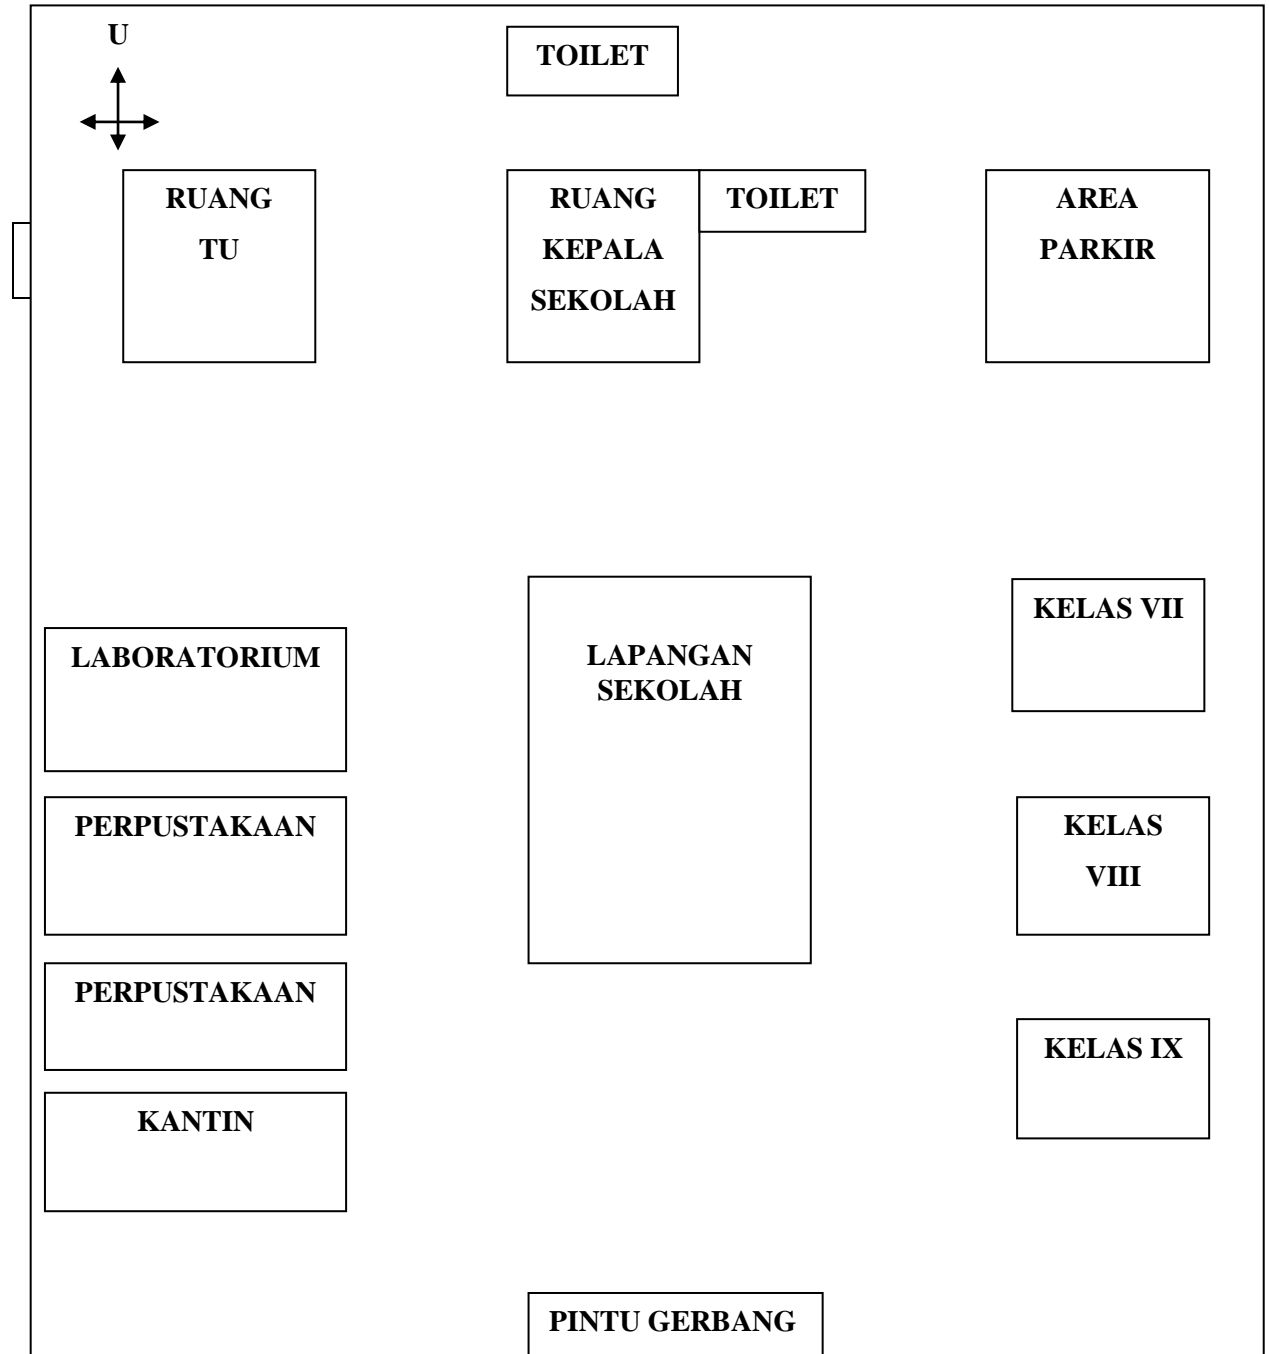 U
TOILET
RUANG
TU
RUANG
KEPALA
SEKOLAH
TOILET
AREA
PARKIR
LABORATORIUM
LAPANGAN
SEKOLAH
KELAS VII
PERPUSTAKAAN
KELAS
VIII
PERPUSTAKAAN
KELAS IX
KANTIN
PINTU GERBANG